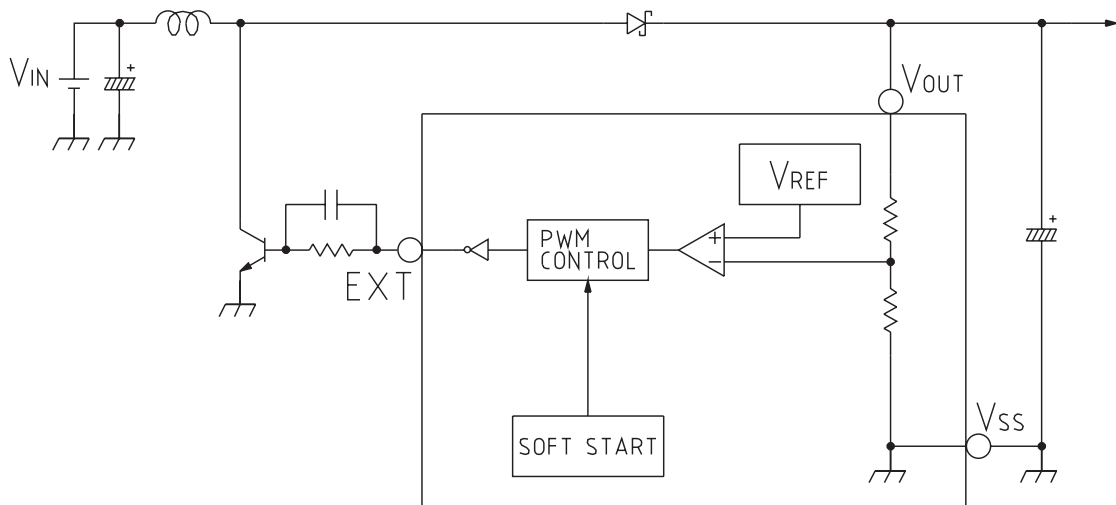 VIN
+
VOUT
VREF
+
PWM
CONTROL
+
−
EXT
VSS
SOFT START